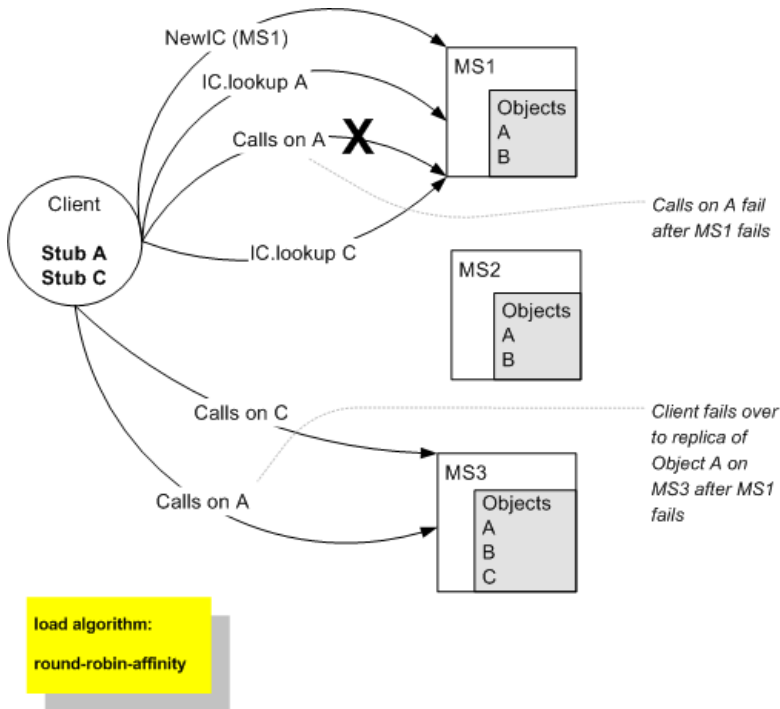 NewIC (MS1)
IC.lookup A
Calls on A
X
IC.lookup C
Client
Stub A
Stub C
MS1
Objects
A
B
Calls on A fail
after MS1 fails
MS2
Objects
A
B
Calls on C
Calls on A
MS3
Objects
A
B
C
Client fails over
to replica of
Object A on
MS3 after MS1
fails
load algorithm:
round-robin-affinity